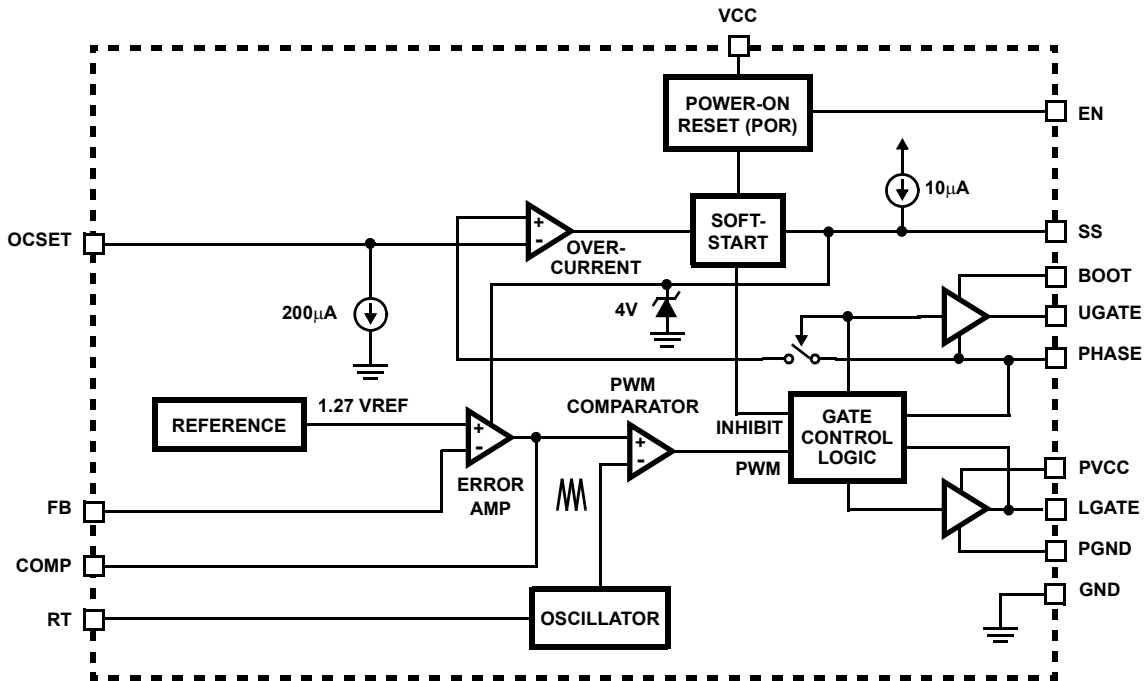 VCC
POWER-ON
RESET (POR)
EN
10µA
SOFT-
START
SS
OCSET
+
-
OVER-
CURRENT
BOOT
4V
200µA
UGATE
PHASE
PWM
COMPARATOR
1.27 VREF
REFERENCE
+
-
+
-
INHIBIT
GATE
CONTROL
LOGIC
PWM
PVCC
ERROR
AMP
FB
LGATE
PGND
COMP
GND
RT
OSCILLATOR